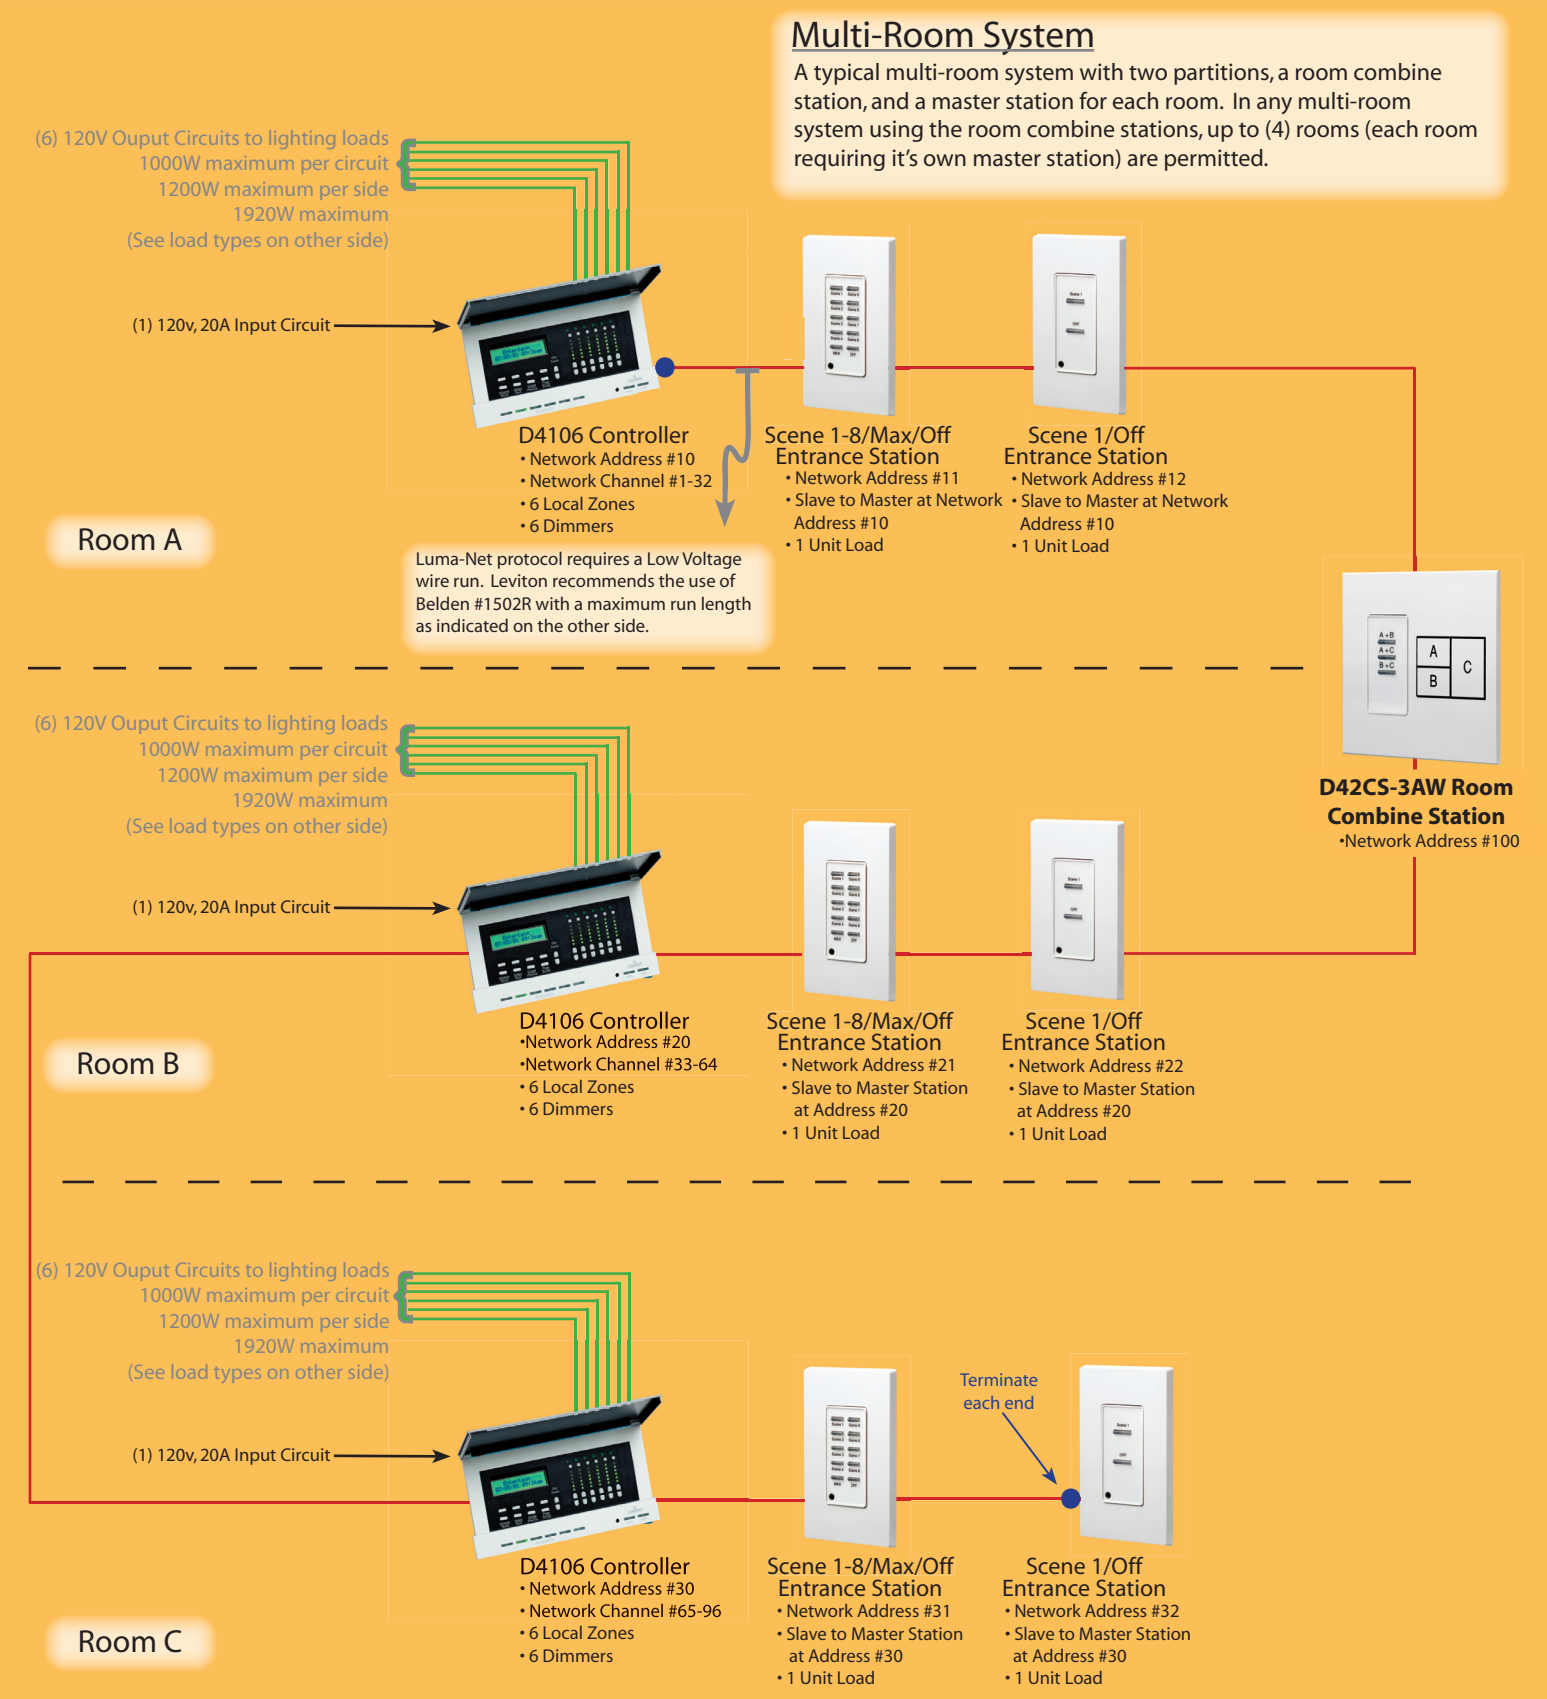 Multi-Room System
A typical multi-room system with two partitions, a room combine
station, and a master station for each room. In any multi-room
system using the room combine stations, up to (4) rooms (each room
requiring it's own master station) are permitted.
(6) 120V Ouput Circuits to lighting loads
1000W maximum per circuit
1200W maximum per side
1920W maximum
(See load types on other side)
(1) 120v, 20A Input Circuit
D4106 Controller
• Network Address #10
• Network Channel #1-32
• 6 Local Zones
• 6 Dimmers
Scene 1-8/Max/Off
Entrance Station
• Network Address #11
• Slave to Master at Network
Address #10
• 1 Unit Load
Scene 1/Off
Entrance Station
• Network Address #12
• Slave to Master at Network
Address #10
• 1 Unit Load
Room A
Luma-Net protocol requires a Low Voltage
wire run. Leviton recommends the use of
Belden #1502R with a maximum run length
as indicated on the other side.
A+B
A+C
B+C
A
B
C
D42CS-3AW Room
Combine Station
•Network Address #100
(6) 120V Ouput Circuits to lighting loads
1000W maximum per circuit
1200W maximum per side
1920W maximum
(See load types on other side)
(1) 120v, 20A Input Circuit
D4106 Controller
•Network Address #20
•Network Channel #33-64
• 6 Local Zones
• 6 Dimmers
Scene 1-8/Max/Off
Entrance Station
• Network Address #21
• Slave to Master Station
at Address #20
• 1 Unit Load
Scene 1/Off
Entrance Station
• Network Address #22
• Slave to Master Station
at Address #20
• 1 Unit Load
Room B
(6) 120V Ouput Circuits to lighting loads
1000W maximum per circuit
1200W maximum per side
1920W maximum
(See load types on other side)
(1) 120v, 20A Input Circuit
Terminate
each end
D4106 Controller
• Network Address #30
• Network Channel #65-96
• 6 Local Zones
• 6 Dimmers
Scene 1-8/Max/Off
Entrance Station
• Network Address #31
• Slave to Master Station
at Address #30
• 1 Unit Load
Scene 1/Off
Entrance Station
• Network Address #32
• Slave to Master Station
at Address #30
• 1 Unit Load
Room C